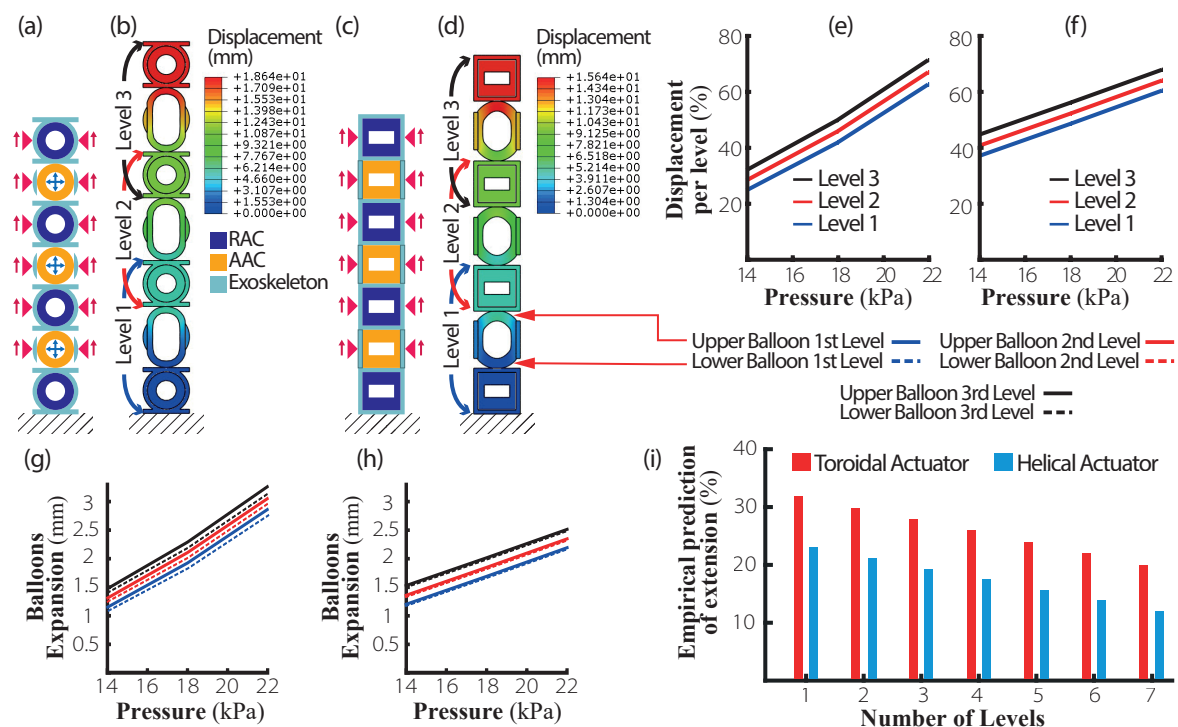 (a)
(b)
Displacement
(mm)
+1.864e+01
+1.709e+01
+1.553e+01
+1.398e+01
+1.243e+01
+1.087e+01
+9.321e+00
+7.767e+00
+6.214e+00
+4.660e+00
+3.107e+00
+1.553e+00
+0.000e+00
Level 3
Level 2
Level 1
RAC
AAC
Exoskeleton
(c)
(d)
Displacement
(mm)
+1.564e+01
+1.434e+01
+1.304e+01
+1.173e+01
+1.043e+01
+9.125e+00
+7.821e+00
+6.518e+00
+5.214e+00
+3.911e+00
+2.607e+00
+1.304e+00
+0.000e+00
Level 3
Level 2
Level 1
(e)
Displacement
per level (%)
80
60
40
20
Level 3
Level 2
Level 1
14 16 18 20 22
Pressure (kPa)
(f)
80
60
40
20
Level 3
Level 2
Level 1
14 16 18 20 22
Pressure (kPa)
Upper Balloon 1st Level
Lower Balloon 1st Level
Upper Balloon 2nd Level
Lower Balloon 2nd Level
Upper Balloon 3rd Level
Lower Balloon 3rd Level
(g)
Balloons
Expansion (mm)
3
2.5
2
1.5
1
0.5
14 16 18 20 22
Pressure (kPa)
(h)
Balloons
Expansion (mm)
3
2.5
2
1.5
1
0.5
14 16 18 20 22
Pressure (kPa)
(i)
Empirical prediction
of extension (%)
40
30
20
10
Toroidal Actuator
Helical Actuator
1 2 3 4 5 6 7
Number of Levels